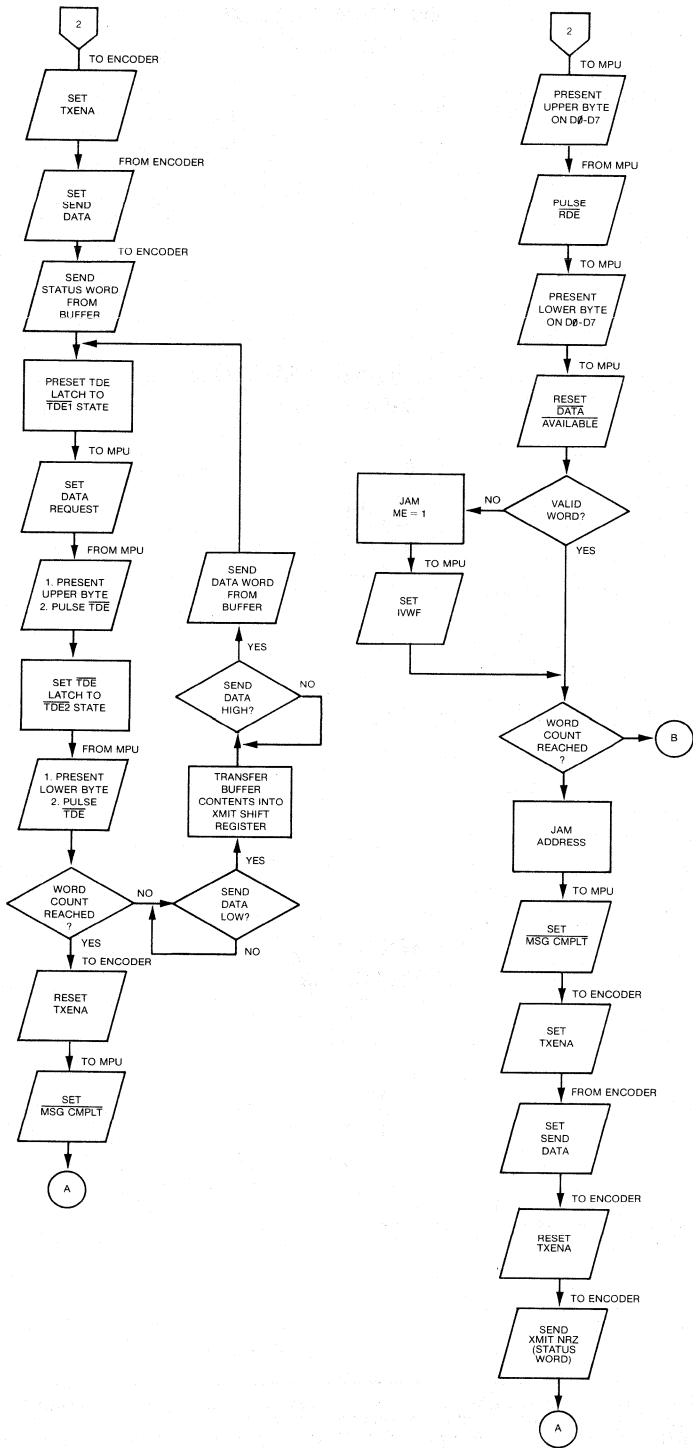 2
TO ENCODER
SET
TXENA
FROM ENCODER
SET
SEND
DATA
TO ENCODER
SEND
STATUS WORD
FROM
BUFFER
PRESET TDE
LATCH TO
TDE1 STATE
TO MPU
SET
DATA
REQUEST
FROM MPU
1. PRESENT
UPPER BYTE
2. PULSE TDE
SET TDE
LATCH TO
TDE2 STATE
FROM MPU
1. PRESENT
LOWER BYTE
2. PULSE
TDE
WORD
COUNT
REACHED
?
NO
YES
SEND
DATA
LOW?
NO
YES
TRANSFER
BUFFER
CONTENTS INTO
XMIT SHIFT
REGISTER
SEND
DATA
HIGH?
NO
YES
SEND
DATA WORD
FROM
BUFFER
TO ENCODER
RESET
TXENA
TO MPU
SET
MSG CMPLT
A
2
TO MPU
PRESENT
UPPER BYTE
ON DØ-D7
FROM MPU
PULSE
RDE
TO MPU
PRESENT
LOWER BYTE
ON DØ-D7
TO MPU
RESET
DATA
AVAILABLE
VALID
WORD?
NO
YES
JAM
ME = 1
TO MPU
SET
IVWF
WORD
COUNT
REACHED
?
B
JAM
ADDRESS
TO MPU
SET
MSG CMPLT
TO ENCODER
SET
TXENA
FROM ENCODER
SET
SEND
DATA
TO ENCODER
RESET
TXENA
TO ENCODER
SEND
XMIT NRZ
(STATUS
WORD)
A